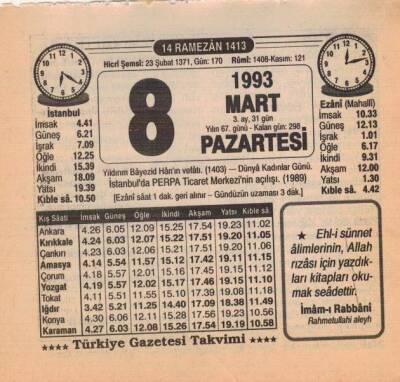 14 RAMEZÂN 1413
Hicrî Şemsî: 23 Şubat 1371, Gün: 170 Rûmî: 1408-Kasım: 121
8
1993
MART
3. ay, 31 gün
Yılın 67. günü - Kalan gün: 298
PAZARTESİ
İstanbul
İmsak 4.41
Güneş 6.21
İşrak 7.09
Öğle 12.25
İkindi 15.39
Akşam 18.09
Yatsı 19.39
Kıble sâ. 10.50
Ezânî (Mahallî)
İmsak 10.33
Güneş 12.13
İşrak 1.01
Öğle 6.17
İkindi 9.31
Akşam 12.00
Yatsı 1.30
Kıble sâ. 4.42
Yıldırım Bâyezid Hân'ın vefâtı. (1403) — Dünyâ Kadınlar Günü.
İstanbul'da PERPA Ticaret Merkezi'nin açılışı. (1989)
[Ezânî sâat 1 dak. geri alınır – Gündüzün uzaması 3 dak.]
Kış Sâati İmsak Güneş Öğle İkindi Akşam Yatsı Kıble sâ.
Ankara 4.26 6.05 12.09 15.25 17.54 19.23 11.02
Kırıkkale 4.24 6.03 12.07 15.22 17.51 19.20 11.05
Çankırı 4.23 6.03 12.06 15.21 17.51 19.20 11.06
Amasya 4.14 5.54 11.57 15.12 17.42 19.11 11.15
Çorum 4.18 5.57 12.01 15.16 17.45 19.15 11.12
Yozgat 4.19 5.57 12.02 15.17 17.46 19.15 11.10
Tokat 4.11 5.51 11.55 15.10 17.39 19.08 11.18
Iğdır 3.42 5.21 11.25 14.40 17.09 18.38 11.49
Konya 4.30 6.06 12.11 15.28 17.56 19.23 10.56
Karaman 4.27 6.03 12.08 15.26 17.54 19.19 10.58
★ Ehl-i sünnet
âlimlerinin, Allah
rızâsı için yazdık-
ları kitapları oku-
mak seâdettir.
İmâm-ı Rabbânî
Rahmetullahi aleyh
★★★★ Türkiye Gazetesi Takvimi ★★★★